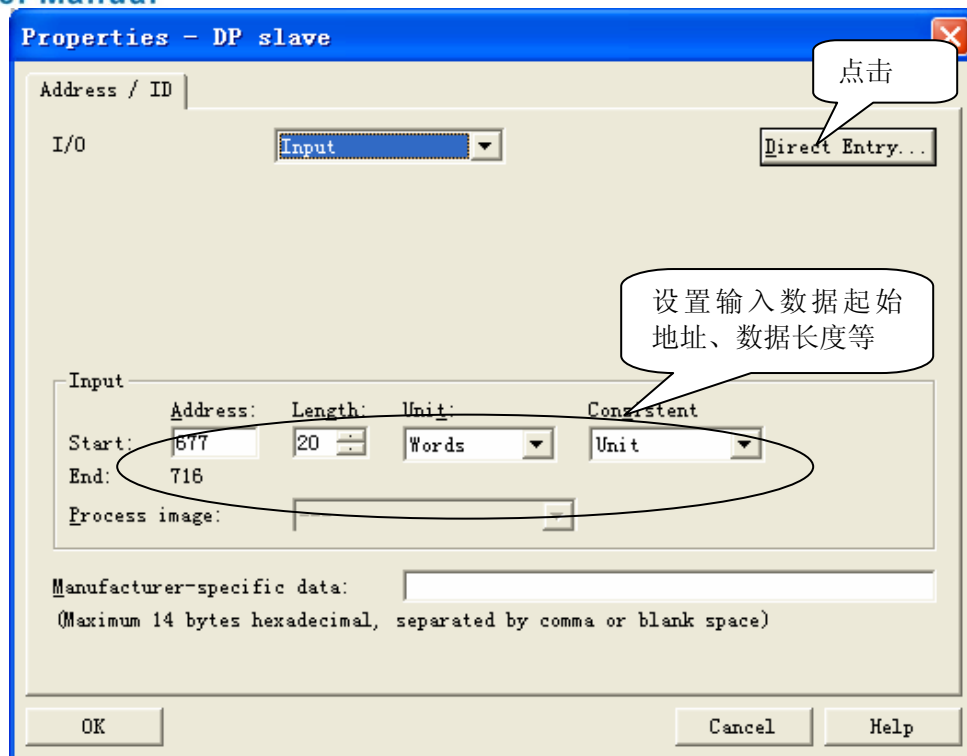 er Manual
Properties - DP slave
点击
Address / ID
I/O Input Direct Entry...
设置输入数据起始
地址、数据长度等
Input
Address: Length: Unit: Consistent
Start: 677 20 Words Unit
End: 716
Process image: ---
Manufacturer-specific data:
(Maximum 14 bytes hexadecimal, separated by comma or blank space)
OK Cancel Help